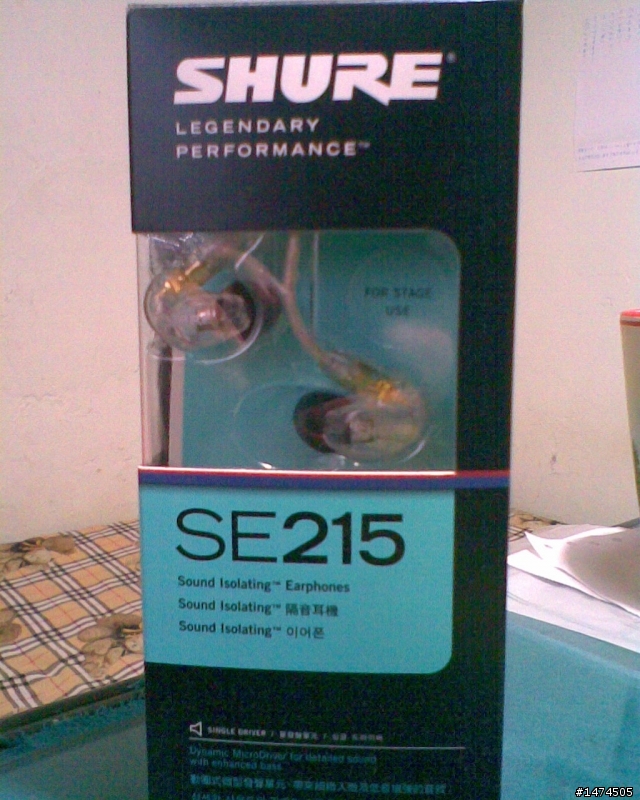 SHURE®
LEGENDARY
PERFORMANCE™
FOR STAGE
USE
SE215
Sound Isolating™ Earphones
Sound Isolating™ 隔音耳機
Sound Isolating™ 이어폰
SINGLE DRIVER /
Dynamic MicroDriver for detailed sound
with enhanced bass
#1474505